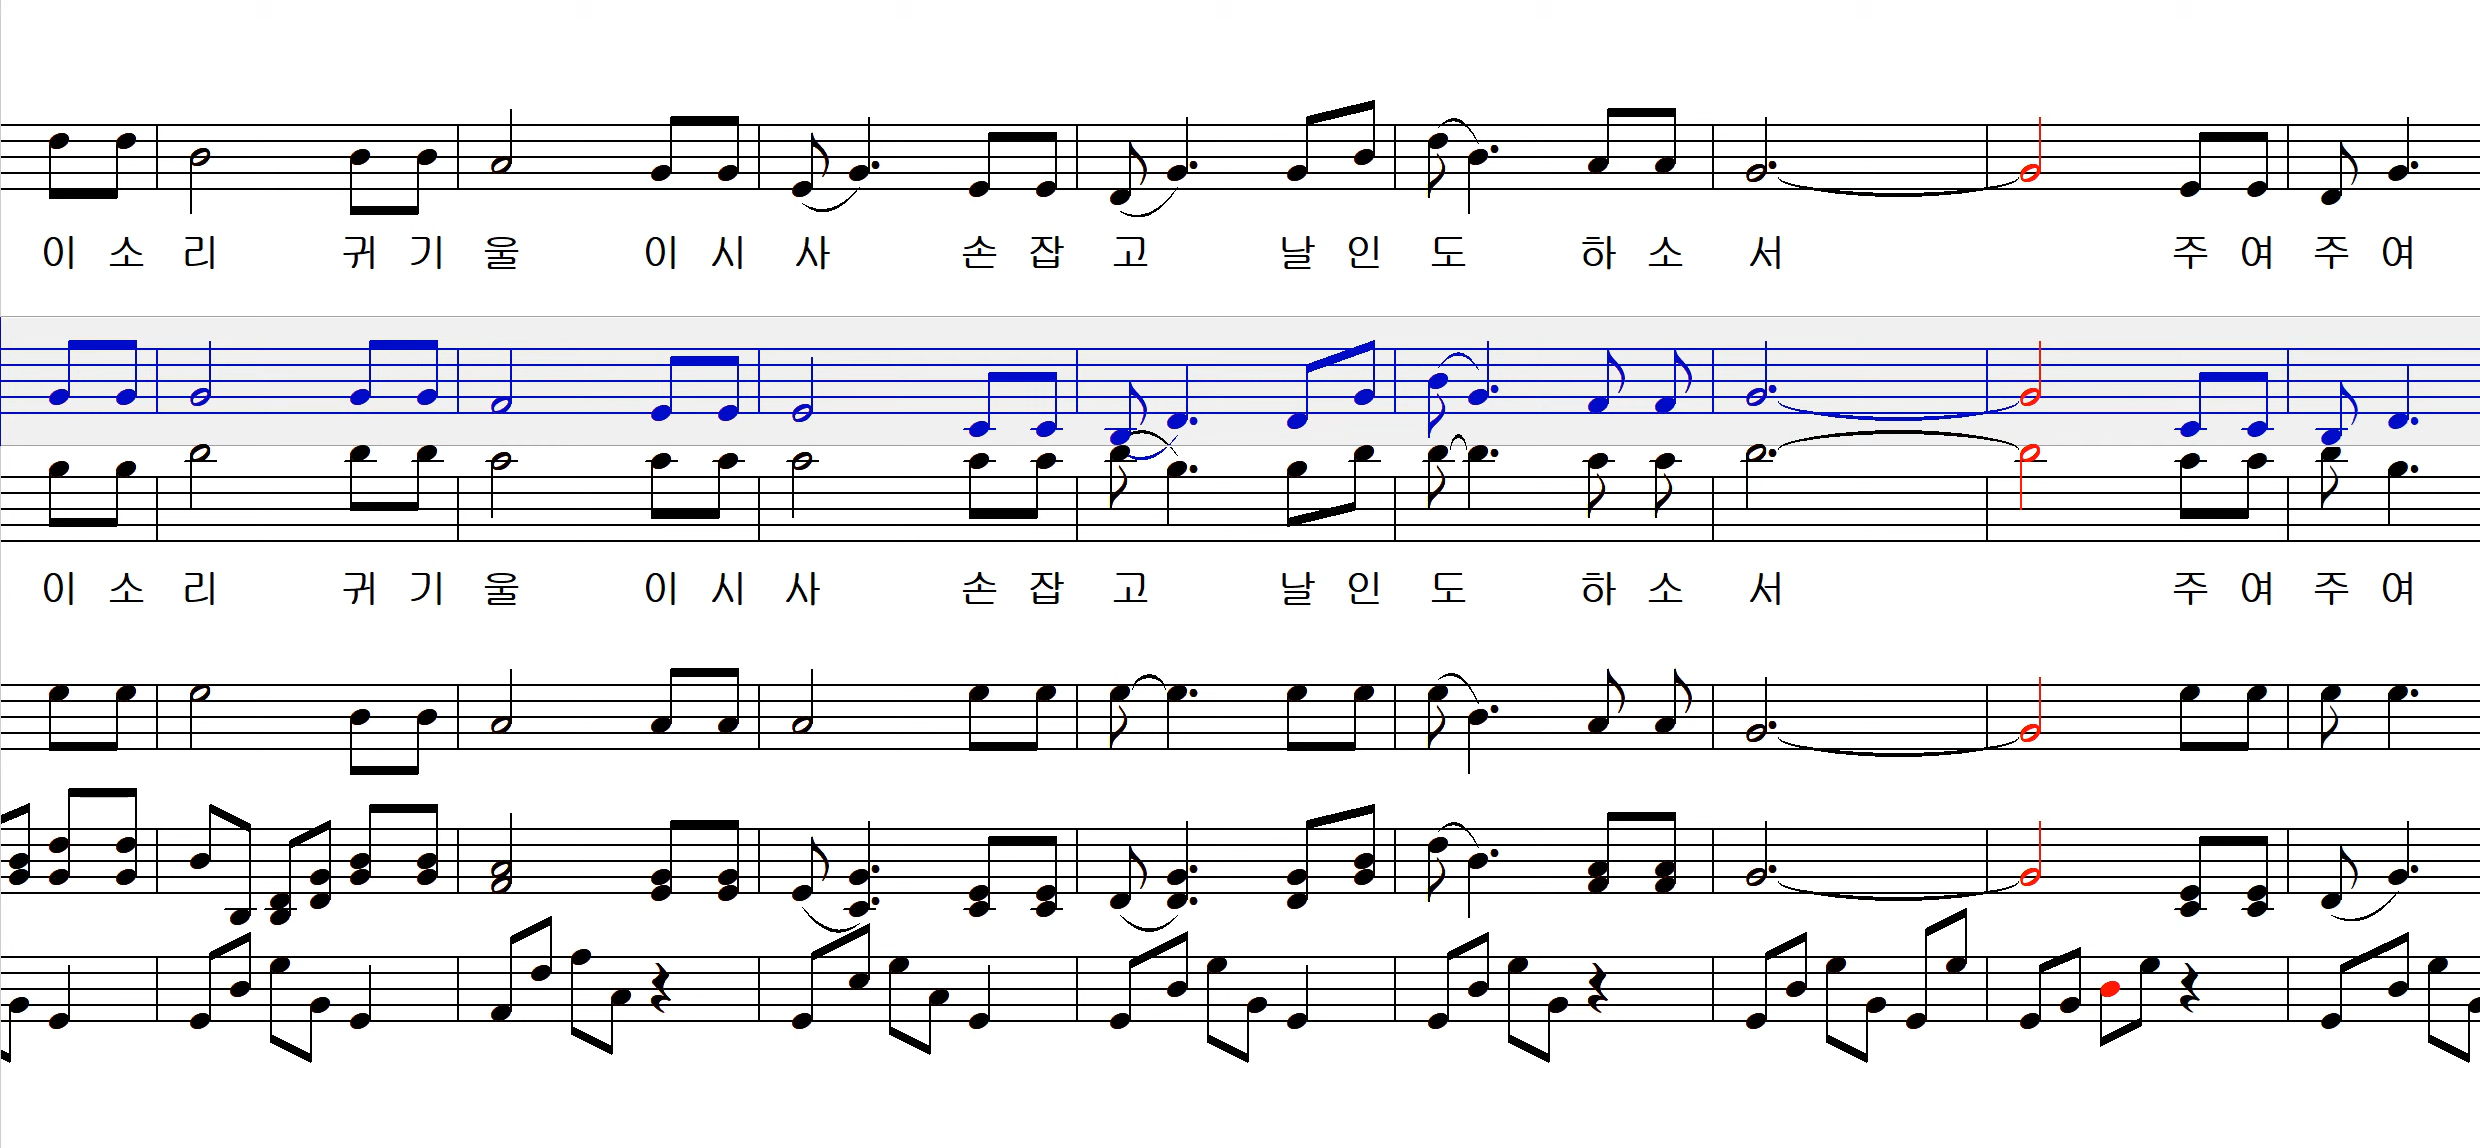 이 소 리 귀 기 울 이 시 사 손 잡 고 날 인 도 하 소 서 주 여 주 여
이 소 리 귀 기 울 이 시 사 손 잡 고 날 인 도 하 소 서 주 여 주 여